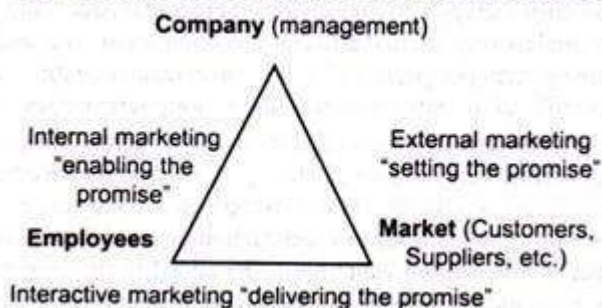 Company (management)
Internal marketing
"enabling the
promise"
External marketing
"setting the promise"
Employees
Market (Customers,
Suppliers, etc.)
Interactive marketing "delivering the promise"